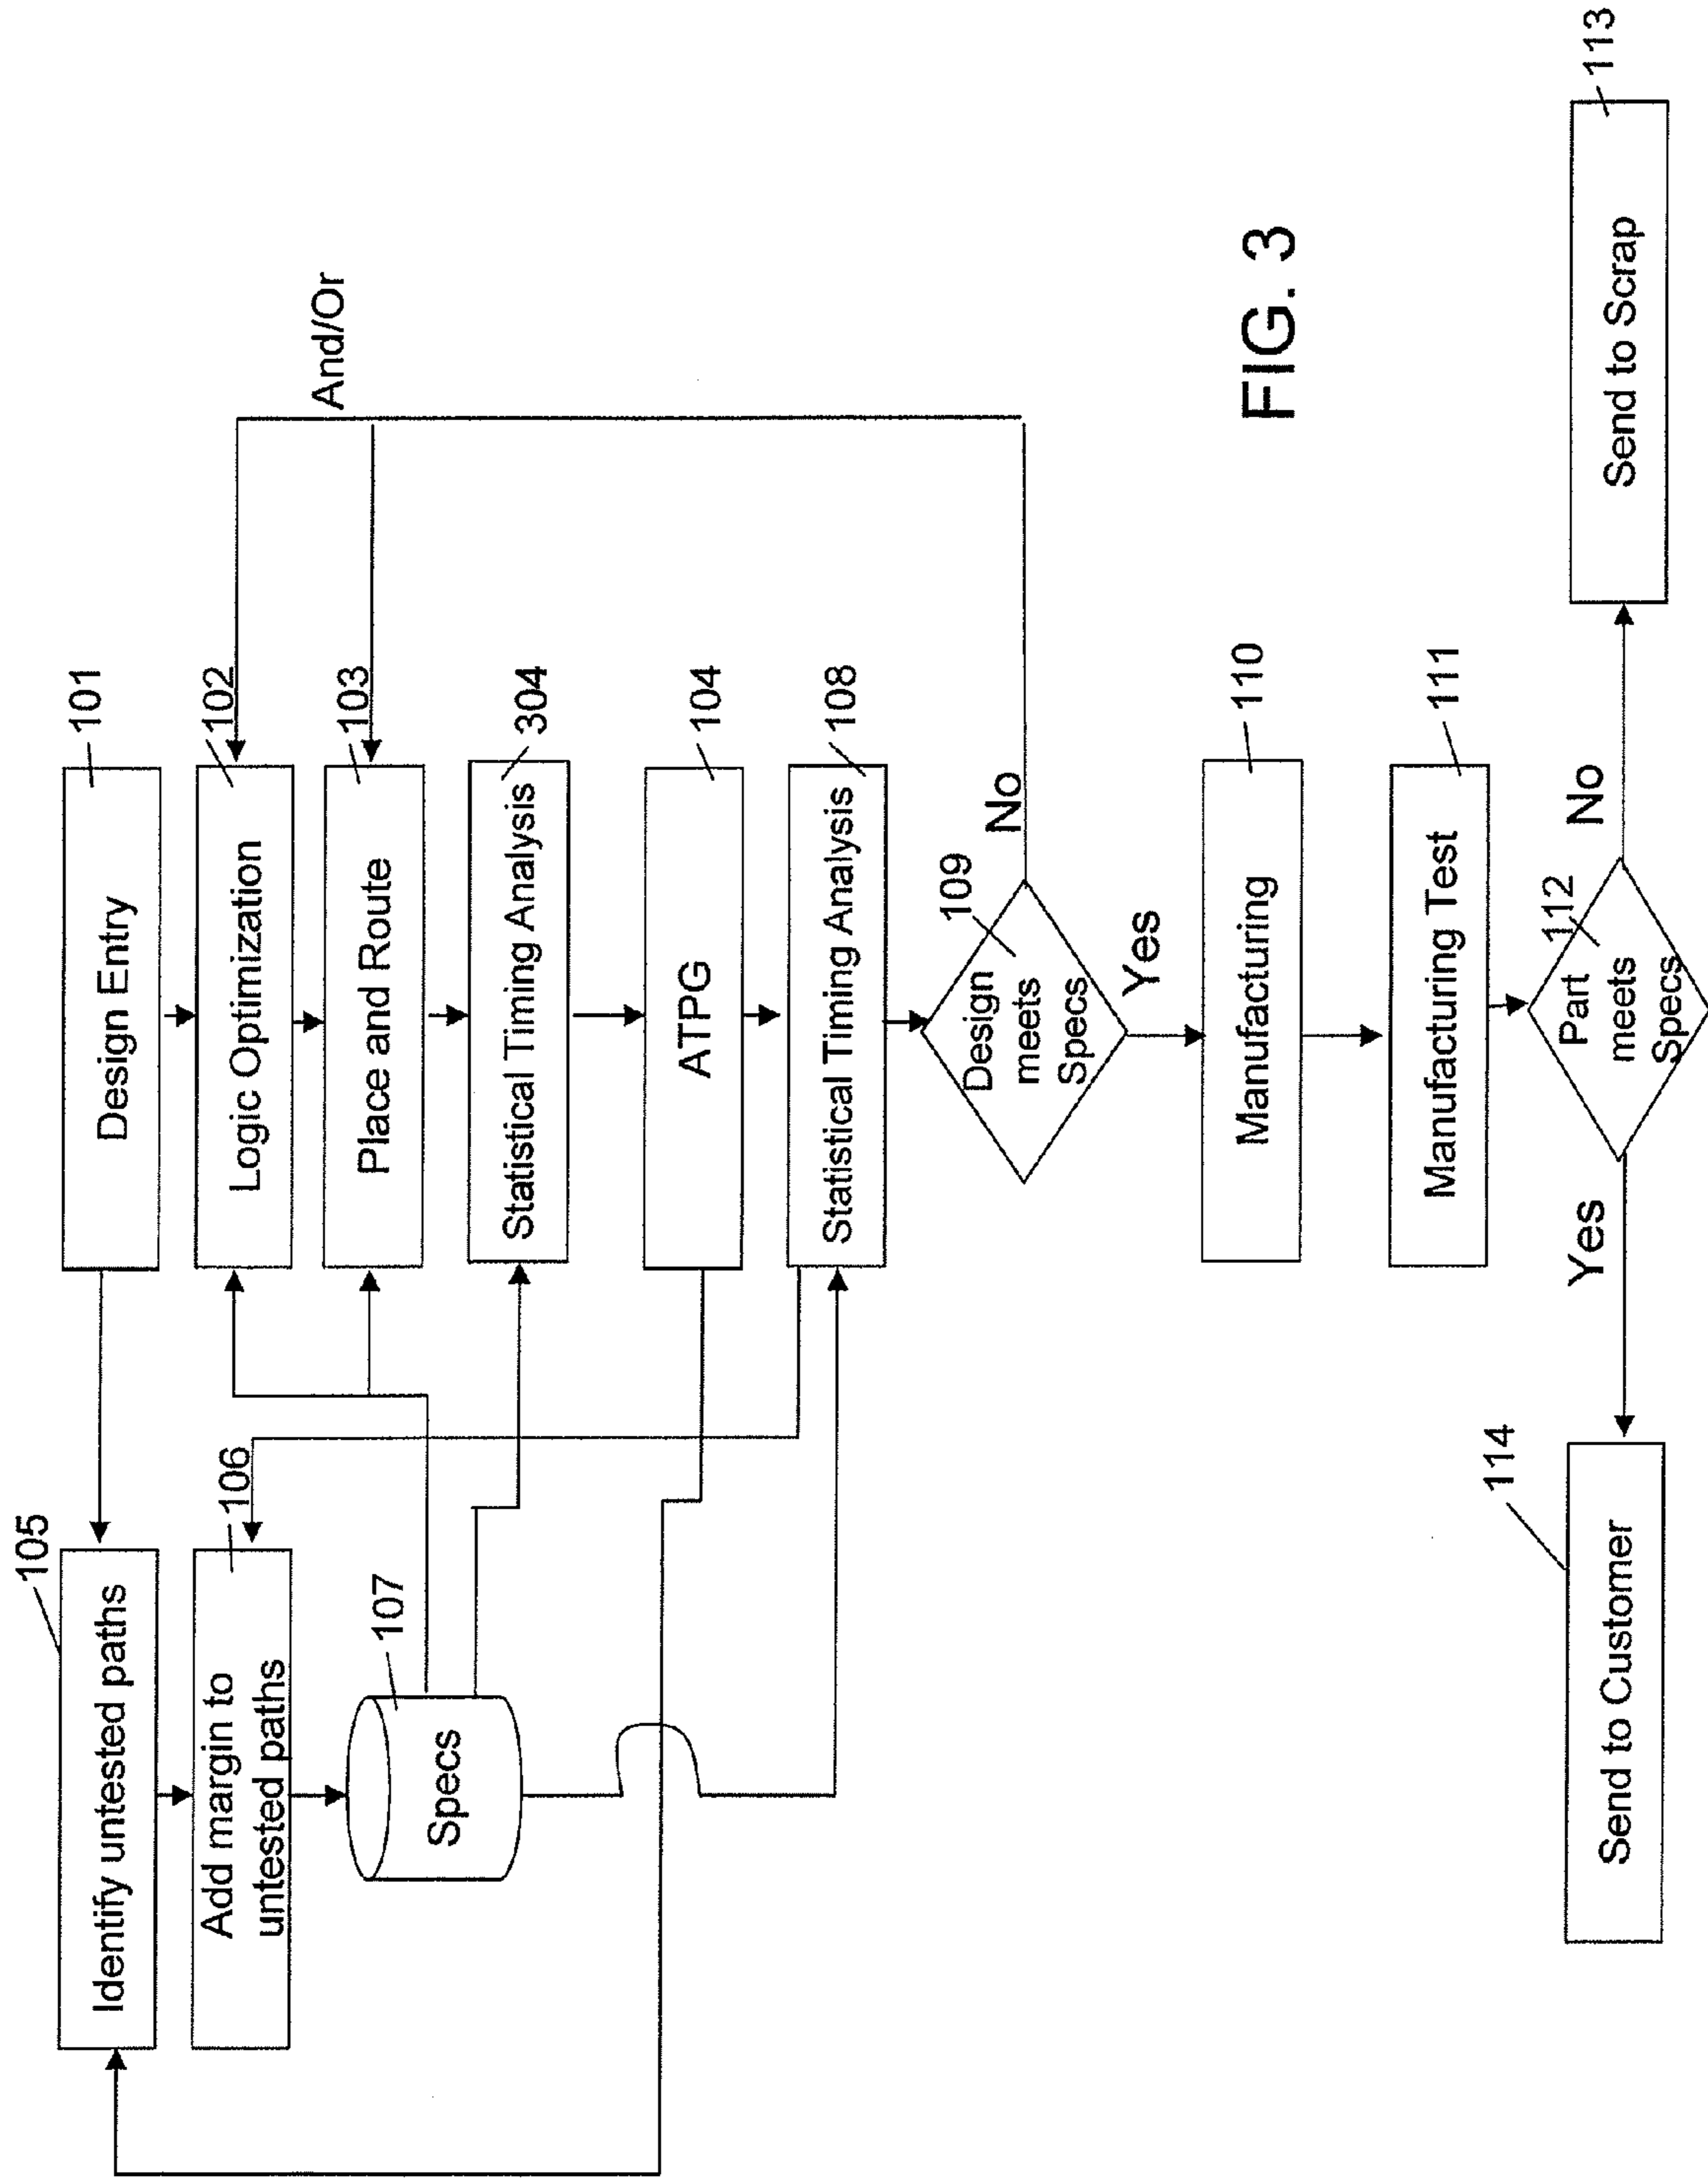 105
Identify untested paths
101
Design Entry
106
Add margin to
untested paths
102
Logic Optimization
And/Or
103
Place and Route
107
Specs
304
Statistical Timing Analysis
104
ATPG
108
Statistical Timing Analysis
109
Design
meets
Specs
No
Yes
110
Manufacturing
FIG. 3
111
Manufacturing Test
112
Part
meets
Specs
Yes
No
114
Send to Customer
113
Send to Scrap